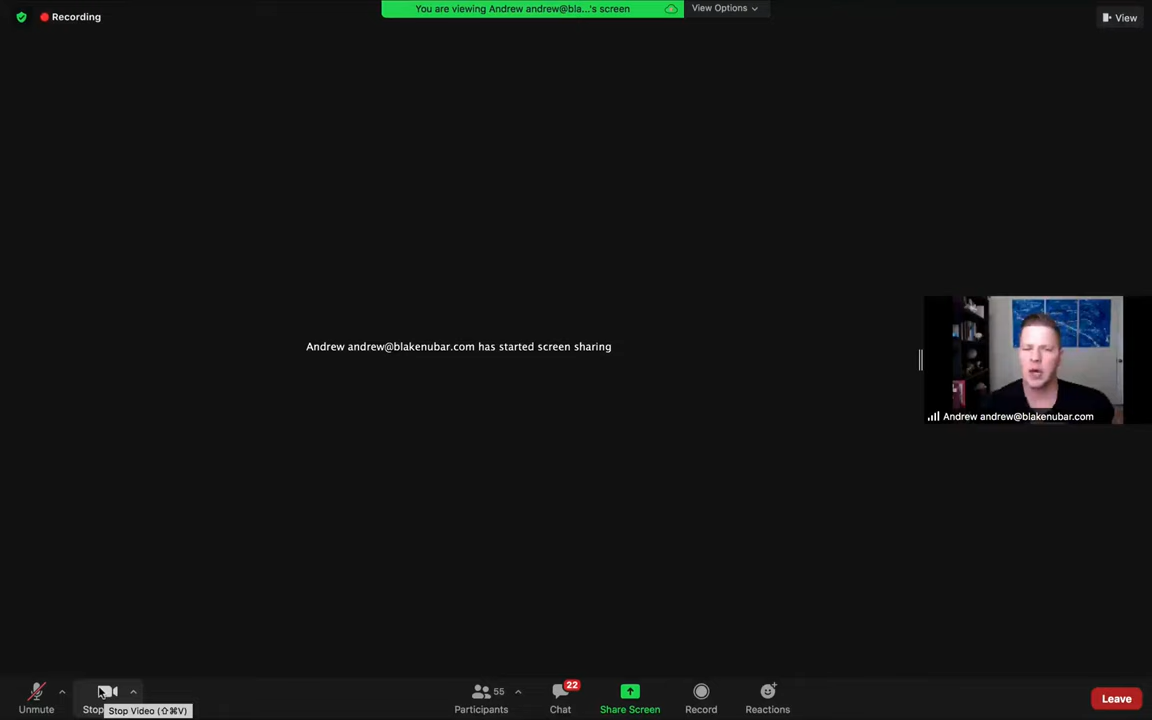 Recording
You are viewing Andrew andrew@bla...'s screen
View Options
View
Andrew andrew@blakenubar.com has started screen sharing
Andrew andrew@blakenubar.com
Unmute
Stop
Stop Video (⇧⌘V)
55
Participants
22
Chat
Share Screen
Record
Reactions
Leave